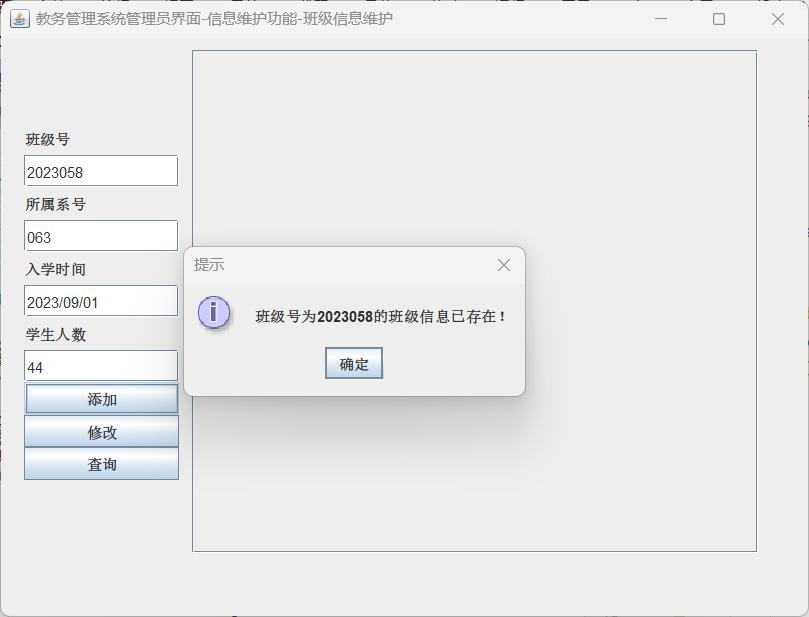 教务管理系统管理员界面-信息维护功能-班级信息维护
班级号
2023058
所属系号
063
入学时间
2023/09/01
学生人数
44
添加
修改
查询
提示
班级号为2023058的班级信息已存在！
确定